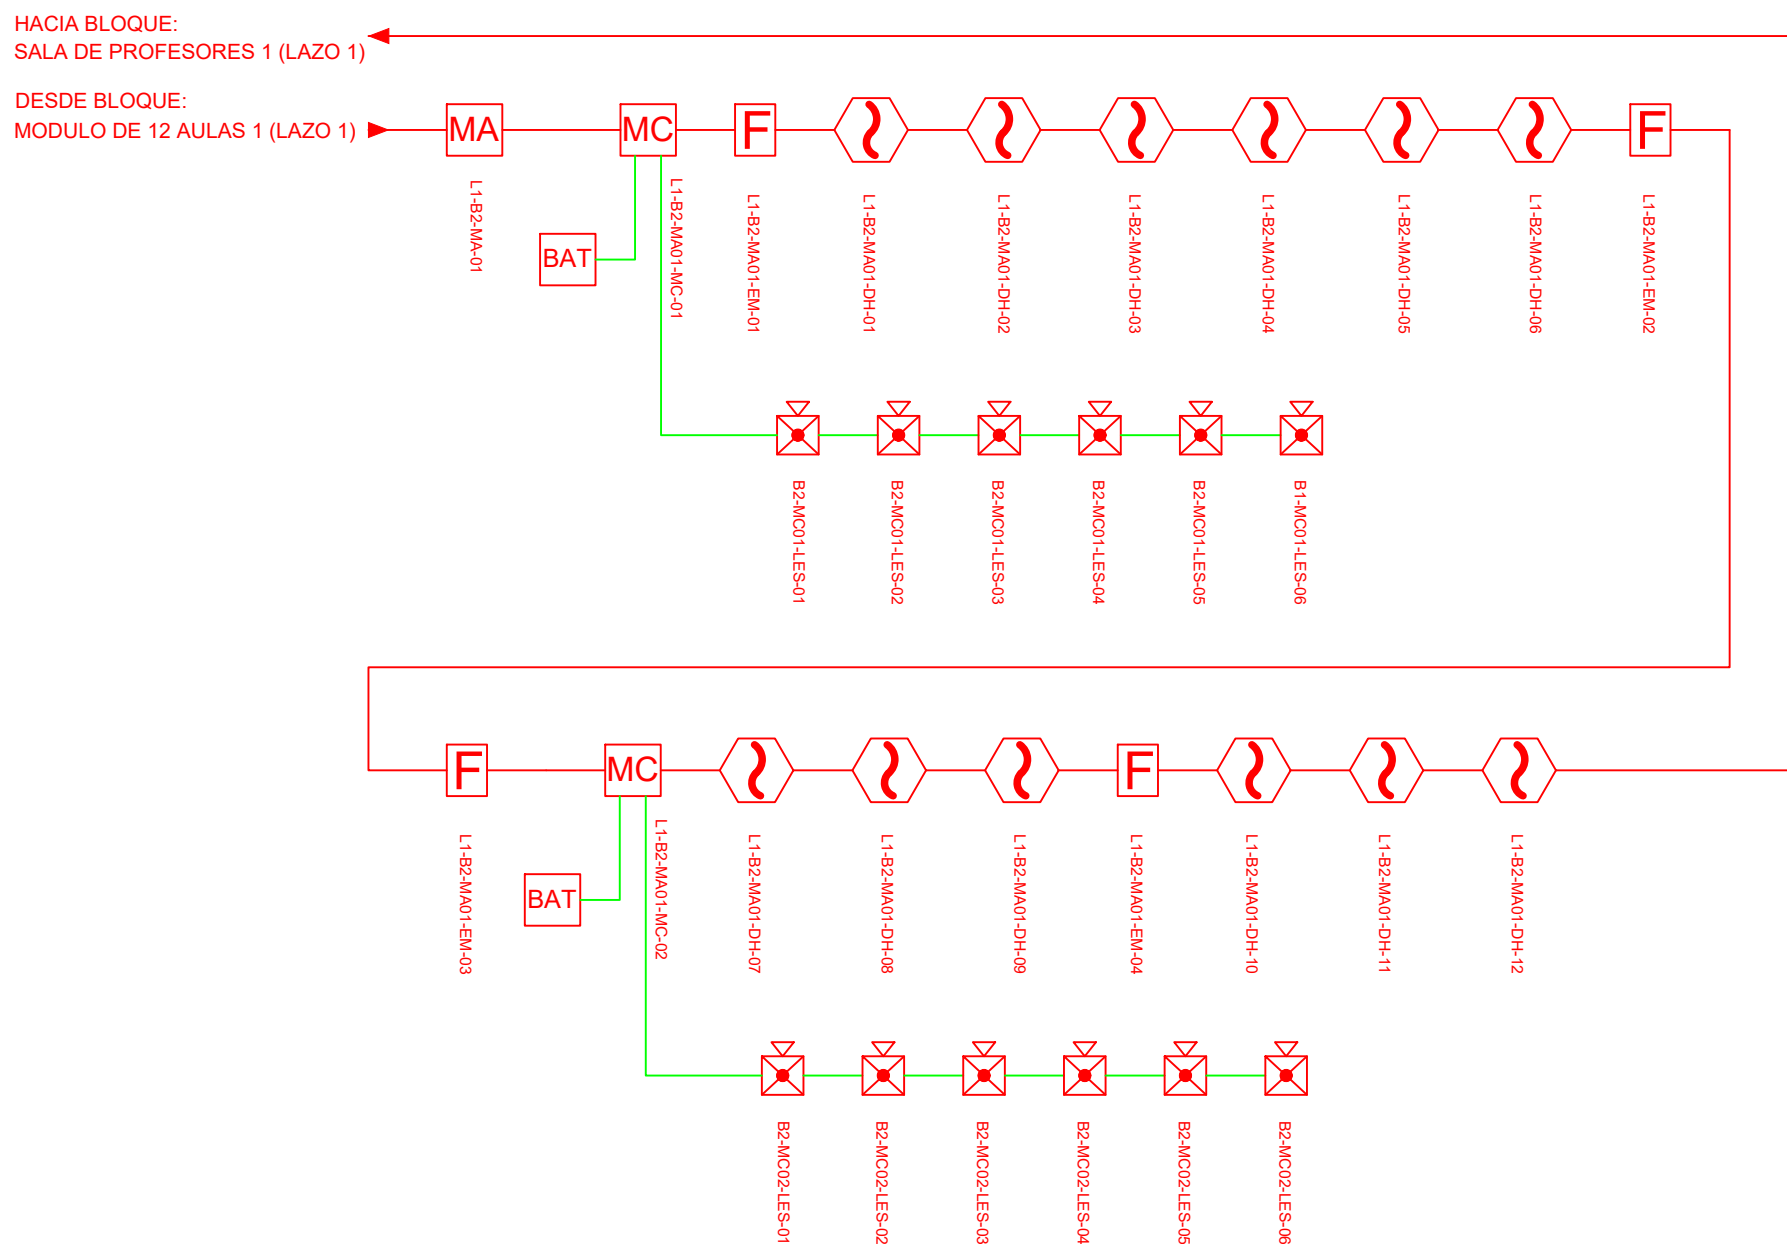 HACIA BLOQUE:
SALA DE PROFESORES 1 (LAZO 1)
DESDE BLOQUE:
MODULO DE 12 AULAS 1 (LAZO 1)
MA
MC
F
F
L1-B2-MA-01
L1-B2-MA01-MC-01
L1-B2-MA01-EM-01
L1-B2-MA01-DH-01
L1-B2-MA01-DH-02
L1-B2-MA01-DH-03
L1-B2-MA01-DH-04
L1-B2-MA01-DH-05
L1-B2-MA01-DH-06
L1-B2-MA01-EM-02
BAT
B2-MC01-LES-01
B2-MC01-LES-02
B2-MC01-LES-03
B2-MC01-LES-04
B2-MC01-LES-05
B1-MC01-LES-06
F
MC
F
L1-B2-MA01-EM-03
L1-B2-MA01-MC-02
L1-B2-MA01-DH-07
L1-B2-MA01-DH-08
L1-B2-MA01-DH-09
L1-B2-MA01-EM-04
L1-B2-MA01-DH-10
L1-B2-MA01-DH-11
L1-B2-MA01-DH-12
BAT
B2-MC02-LES-01
B2-MC02-LES-02
B2-MC02-LES-03
B2-MC02-LES-04
B2-MC02-LES-05
B2-MC02-LES-06